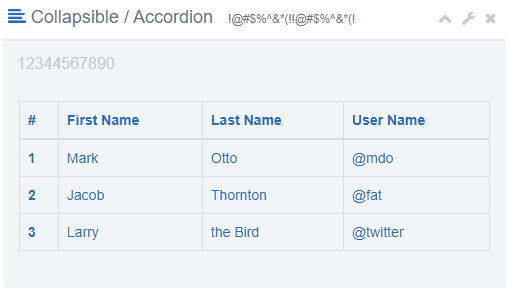 Collapsible / Accordion !@#$%^&*(!!@#$%^&*(!
12344567890
# First Name Last Name User Name
1 Mark Otto @mdo
2 Jacob Thornton @fat
3 Larry the Bird @twitter